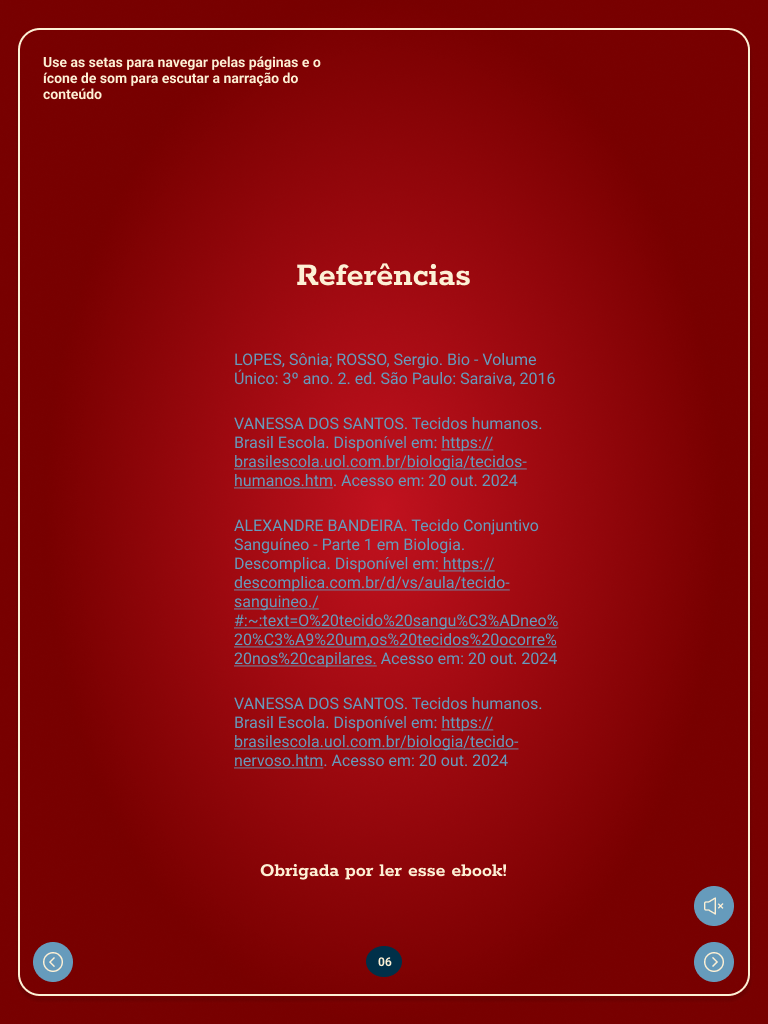 Use as setas para navegar pelas páginas e o
ícone de som para escutar a narração do
conteúdo
Referências
LOPES, Sônia; ROSSO, Sergio. Bio - Volume
Único: 3º ano. 2. ed. São Paulo: Saraiva, 2016
VANESSA DOS SANTOS. Tecidos humanos.
Brasil Escola. Disponível em: https://
brasilescola.uol.com.br/biologia/tecidos-
humanos.htm. Acesso em: 20 out. 2024
ALEXANDRE BANDEIRA. Tecido Conjuntivo
Sanguíneo - Parte 1 em Biologia.
Descomplica. Disponível em: https://
descomplica.com.br/d/vs/aula/tecido-
sanguineo./
#:~:text=O%20tecido%20sangu%C3%ADneo%
20%C3%A9%20um,os%20tecidos%20ocorre%
20nos%20capilares. Acesso em: 20 out. 2024
VANESSA DOS SANTOS. Tecidos humanos.
Brasil Escola. Disponível em: https://
brasilescola.uol.com.br/biologia/tecido-
nervoso.htm. Acesso em: 20 out. 2024
Obrigada por ler esse ebook!
06